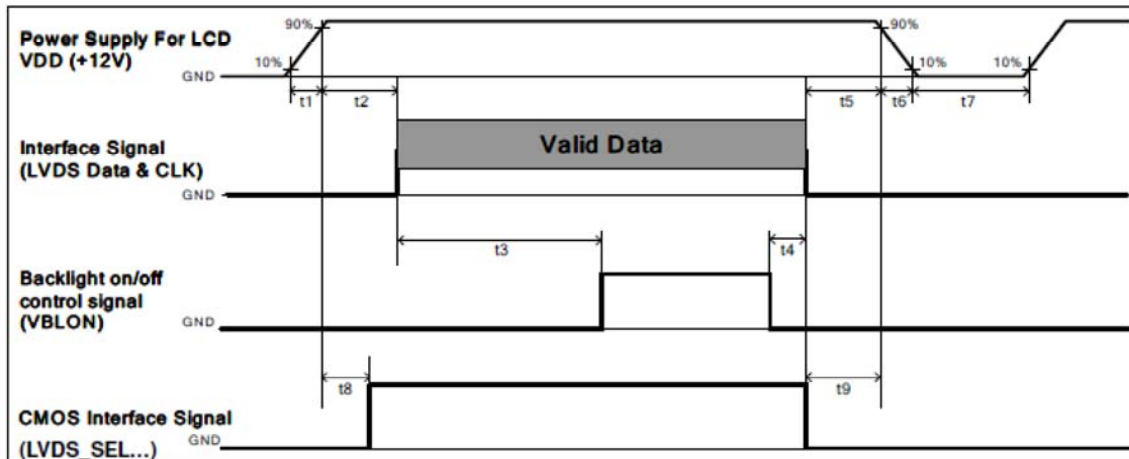 90%
90%
Power Supply For LCD
VDD (+12V)
10%
10%
10%
GND
t1
t2
t5
t6
t7
Valid Data
Interface Signal
(LVDS Data & CLK)
GND
t3
t4
Backlight on/off
control signal
(VBLON)
GND
t8
t9
CMOS Interface Signal
(LVDS_SEL...)
GND